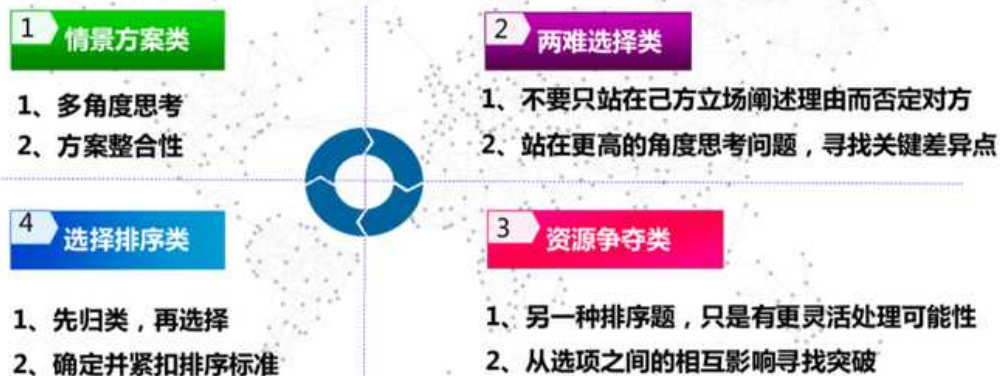 1 情景方案类
1、多角度思考
2、方案整合性
2 两难选择类
1、不要只站在己方立场阐述理由而否定对方
2、站在更高的角度思考问题，寻找关键差异点
4 选择排序类
1、先归类，再选择
2、确定并紧扣排序标准
3 资源争夺类
1、另一种排序题，只是有更灵活处理可能性
2、从选项之间的相互影响寻找突破